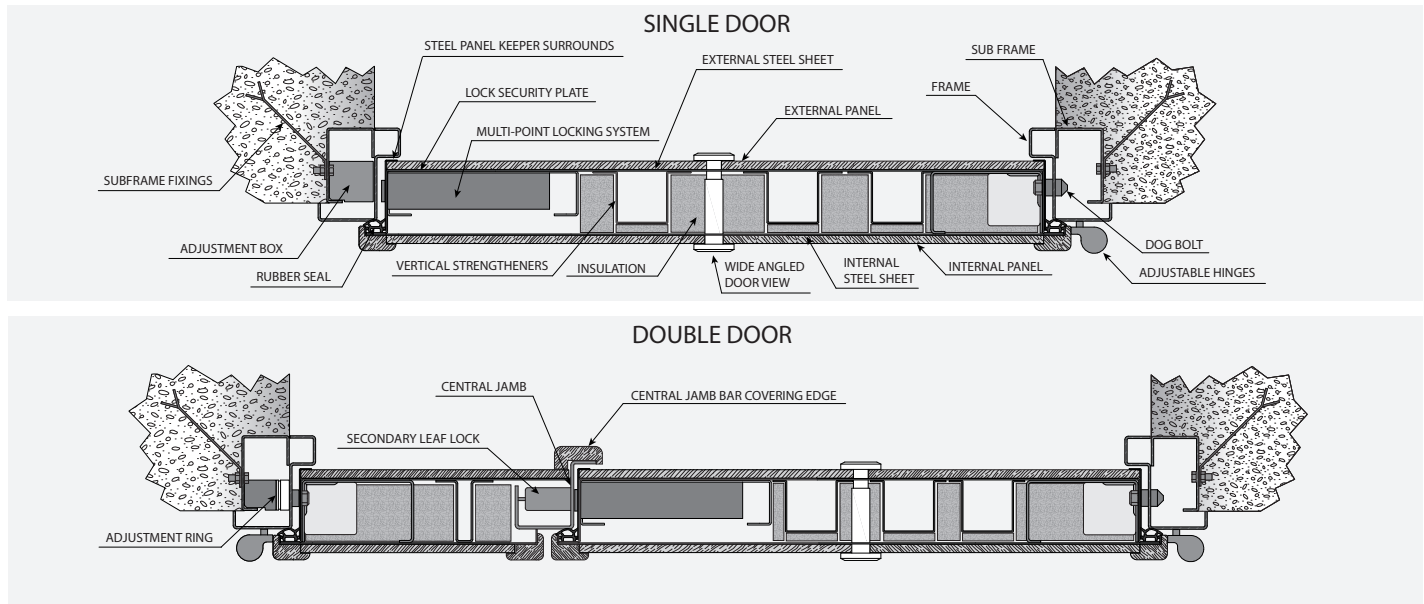 SINGLE DOOR
STEEL PANEL KEEPER SURROUNDS
EXTERNAL STEEL SHEET
SUB FRAME
LOCK SECURITY PLATE
FRAME
EXTERNAL PANEL
MULTI-POINT LOCKING SYSTEM
SUBFRAME FIXINGS
ADJUSTMENT BOX
RUBBER SEAL
VERTICAL STRENGTHENERS
INSULATION
WIDE ANGLED
DOOR VIEW
INTERNAL
STEEL SHEET
INTERNAL PANEL
DOG BOLT
ADJUSTABLE HINGES
DOUBLE DOOR
CENTRAL JAMB
CENTRAL JAMB BAR COVERING EDGE
SECONDARY LEAF LOCK
ADJUSTMENT RING